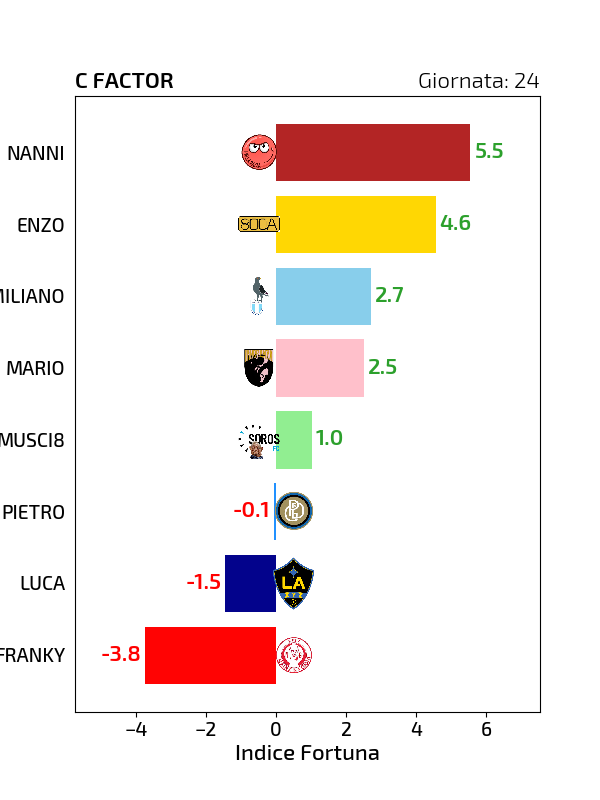 C FACTOR Giornata: 24
NANNI 5.5
ENZO SOCA 4.6
MILIANO 2.7
MARIO 2.5
MUSCI8 SOROS FC 1.0
PIETRO -0.1
LUCA -1.5 LA
FRANKY -3.8
−4 −2 0 2 4 6
Indice Fortuna